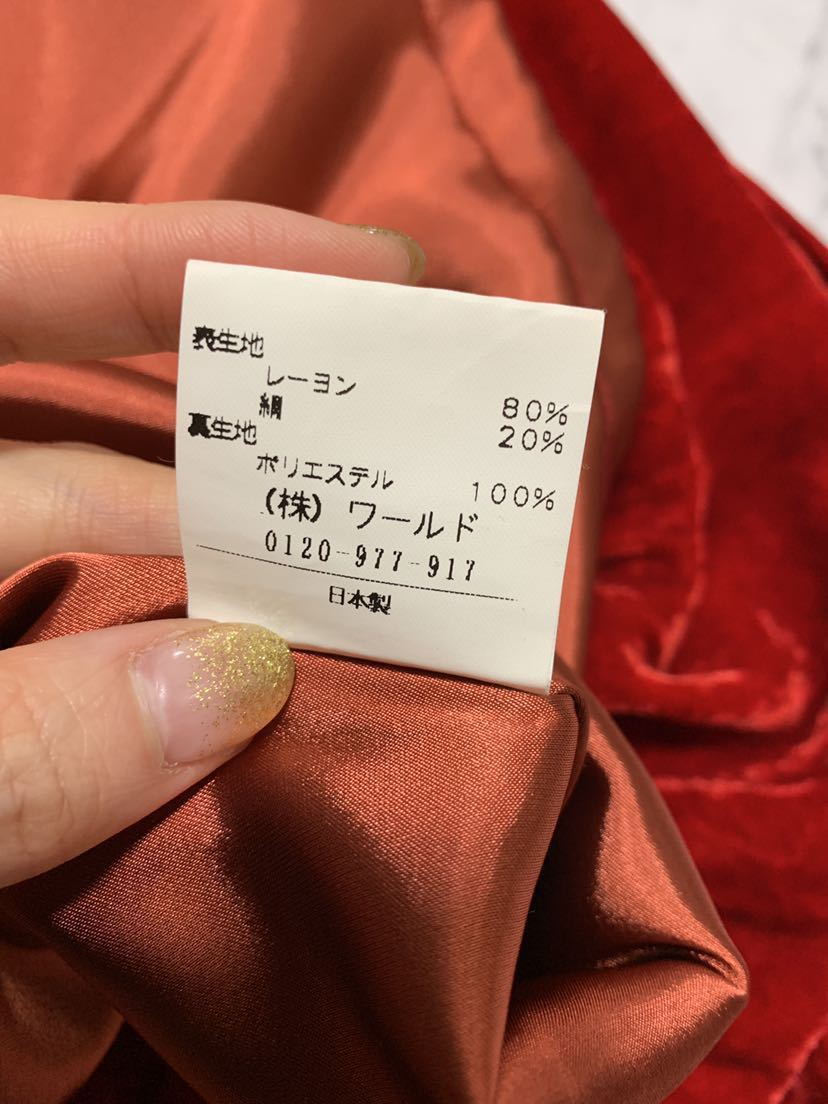 表生地
レーヨン 80%
絹 20%
裏生地
ポリエステル 100%
(株) ワールド
0120-977-917
日本製